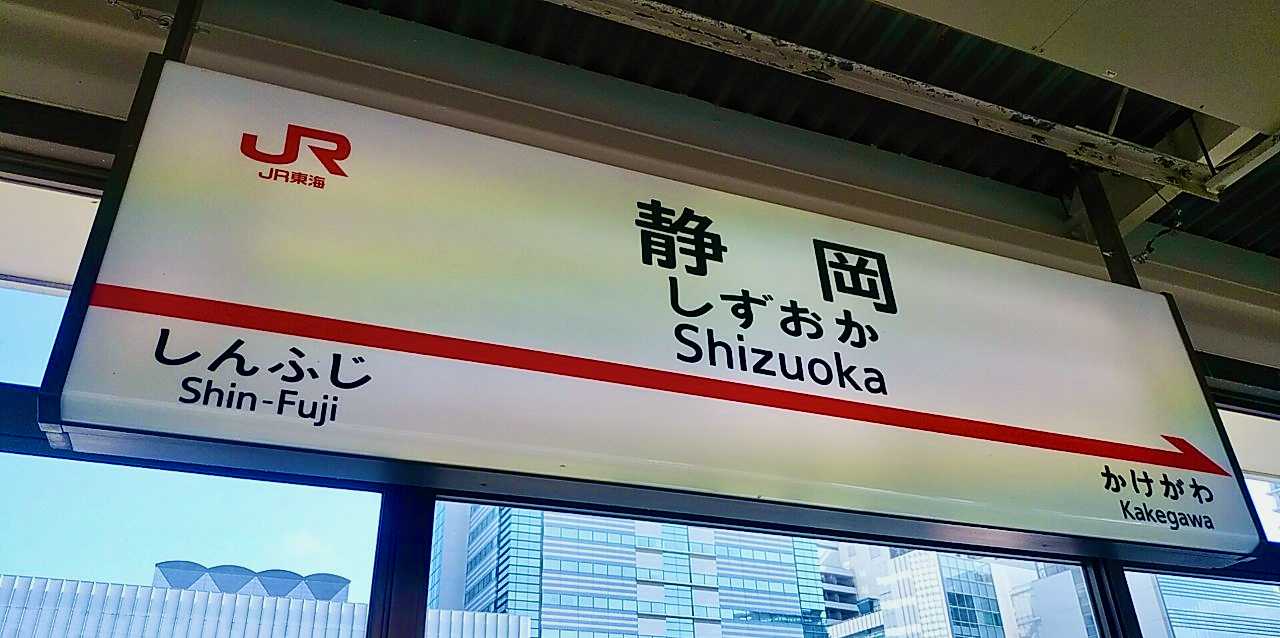 JR
JR東海
静岡
しずおか
Shizuoka
しんふじ
Shin-Fuji
かけがわ
Kakegawa